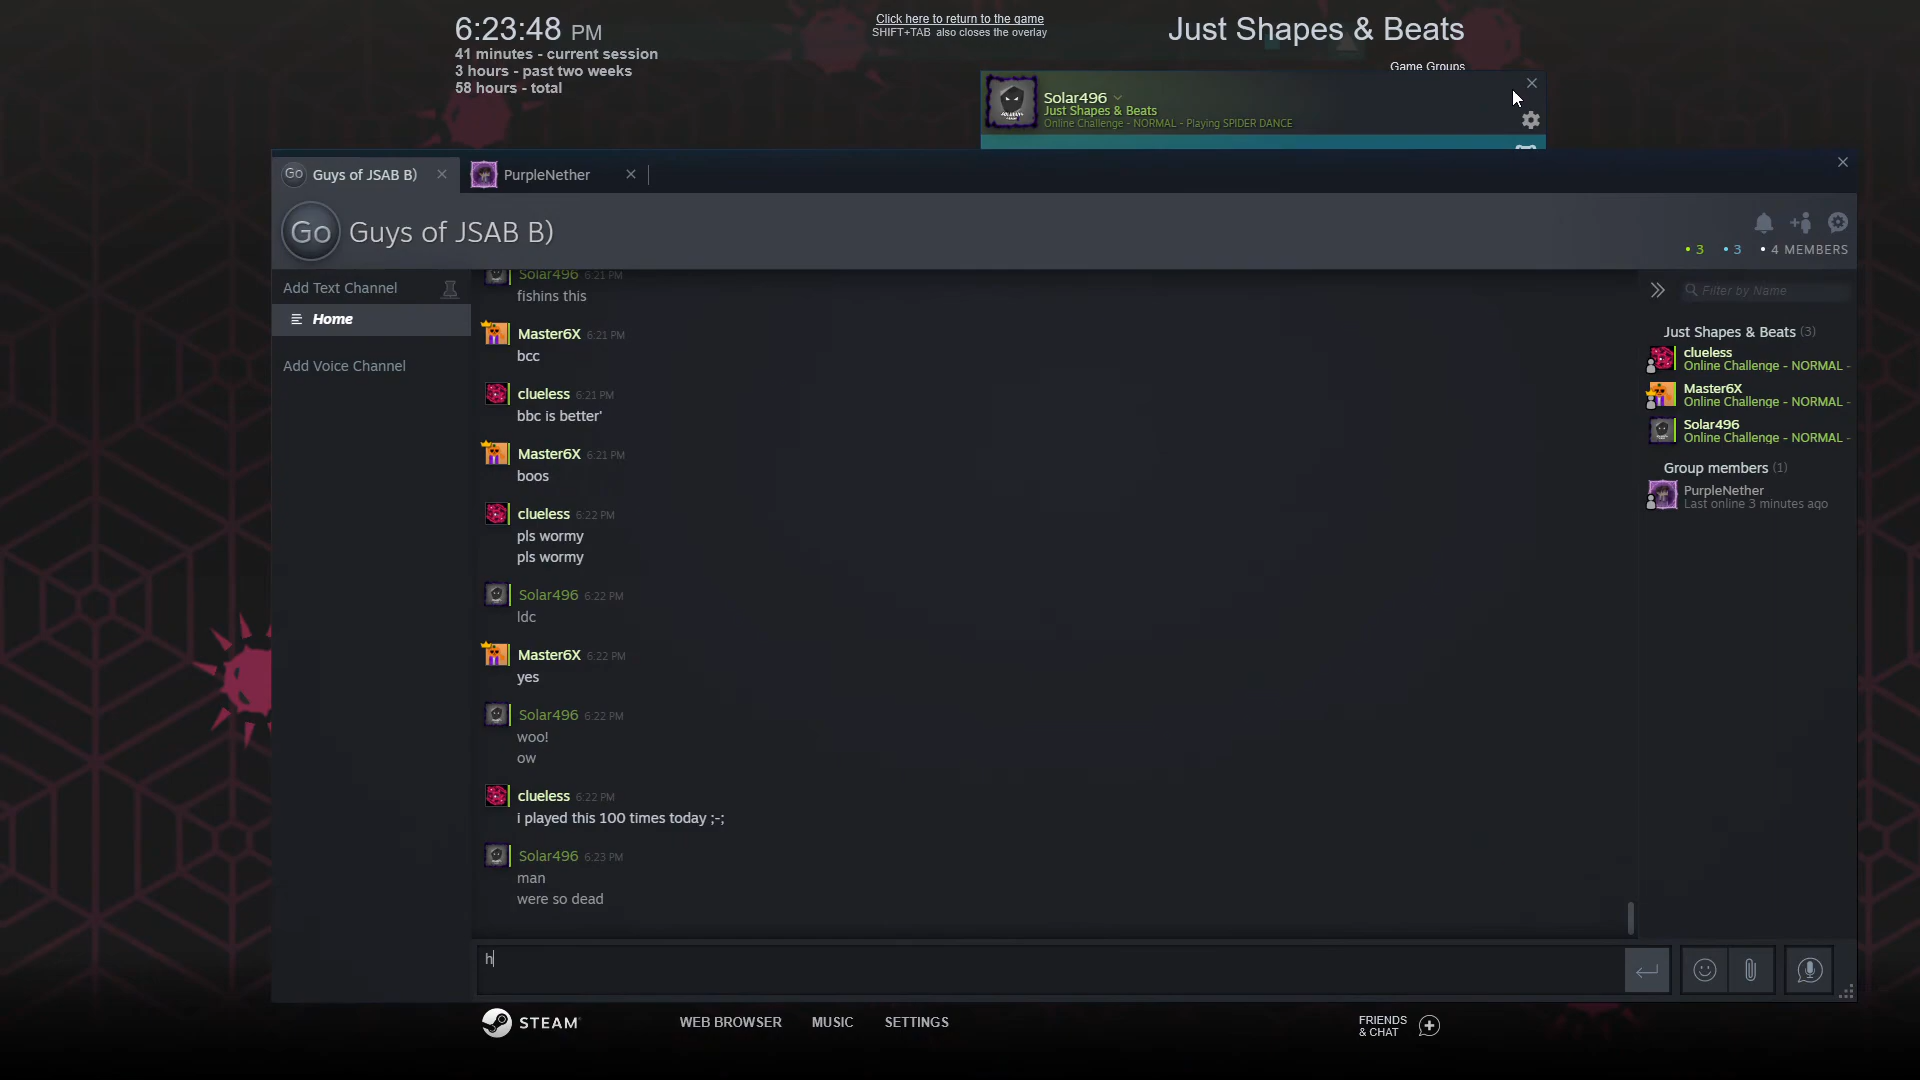 6:23:48 PM
41 minutes - current session
3 hours - past two weeks
58 hours - total
Click here to return to the game
SHIFT+TAB also closes the overlay
Just Shapes & Beats
Game Groups
Solar496
Just Shapes & Beats
Online Challenge - NORMAL - Playing SPIDER DANCE
Go Guys of JSAB B)
PurpleNether
Go Guys of JSAB B)
3 3 4 MEMBERS
Add Text Channel
Home
Add Voice Channel
Solar496 6:21 PM
fishins this
Master6X 6:21 PM
bcc
clueless 6:21 PM
bbc is better'
Master6X 6:21 PM
boos
clueless 6:22 PM
pls wormy
pls wormy
Solar496 6:22 PM
ldc
Master6X 6:22 PM
yes
Solar496 6:22 PM
woo!
ow
clueless 6:22 PM
i played this 100 times today ;-;
Solar496 6:23 PM
man
were so dead
h
Filter by Name
Just Shapes & Beats (3)
clueless
Online Challenge - NORMAL -
Master6X
Online Challenge - NORMAL -
Solar496
Online Challenge - NORMAL -
Group members (1)
PurpleNether
Last online 3 minutes ago
STEAM
WEB BROWSER
MUSIC
SETTINGS
FRIENDS
& CHAT